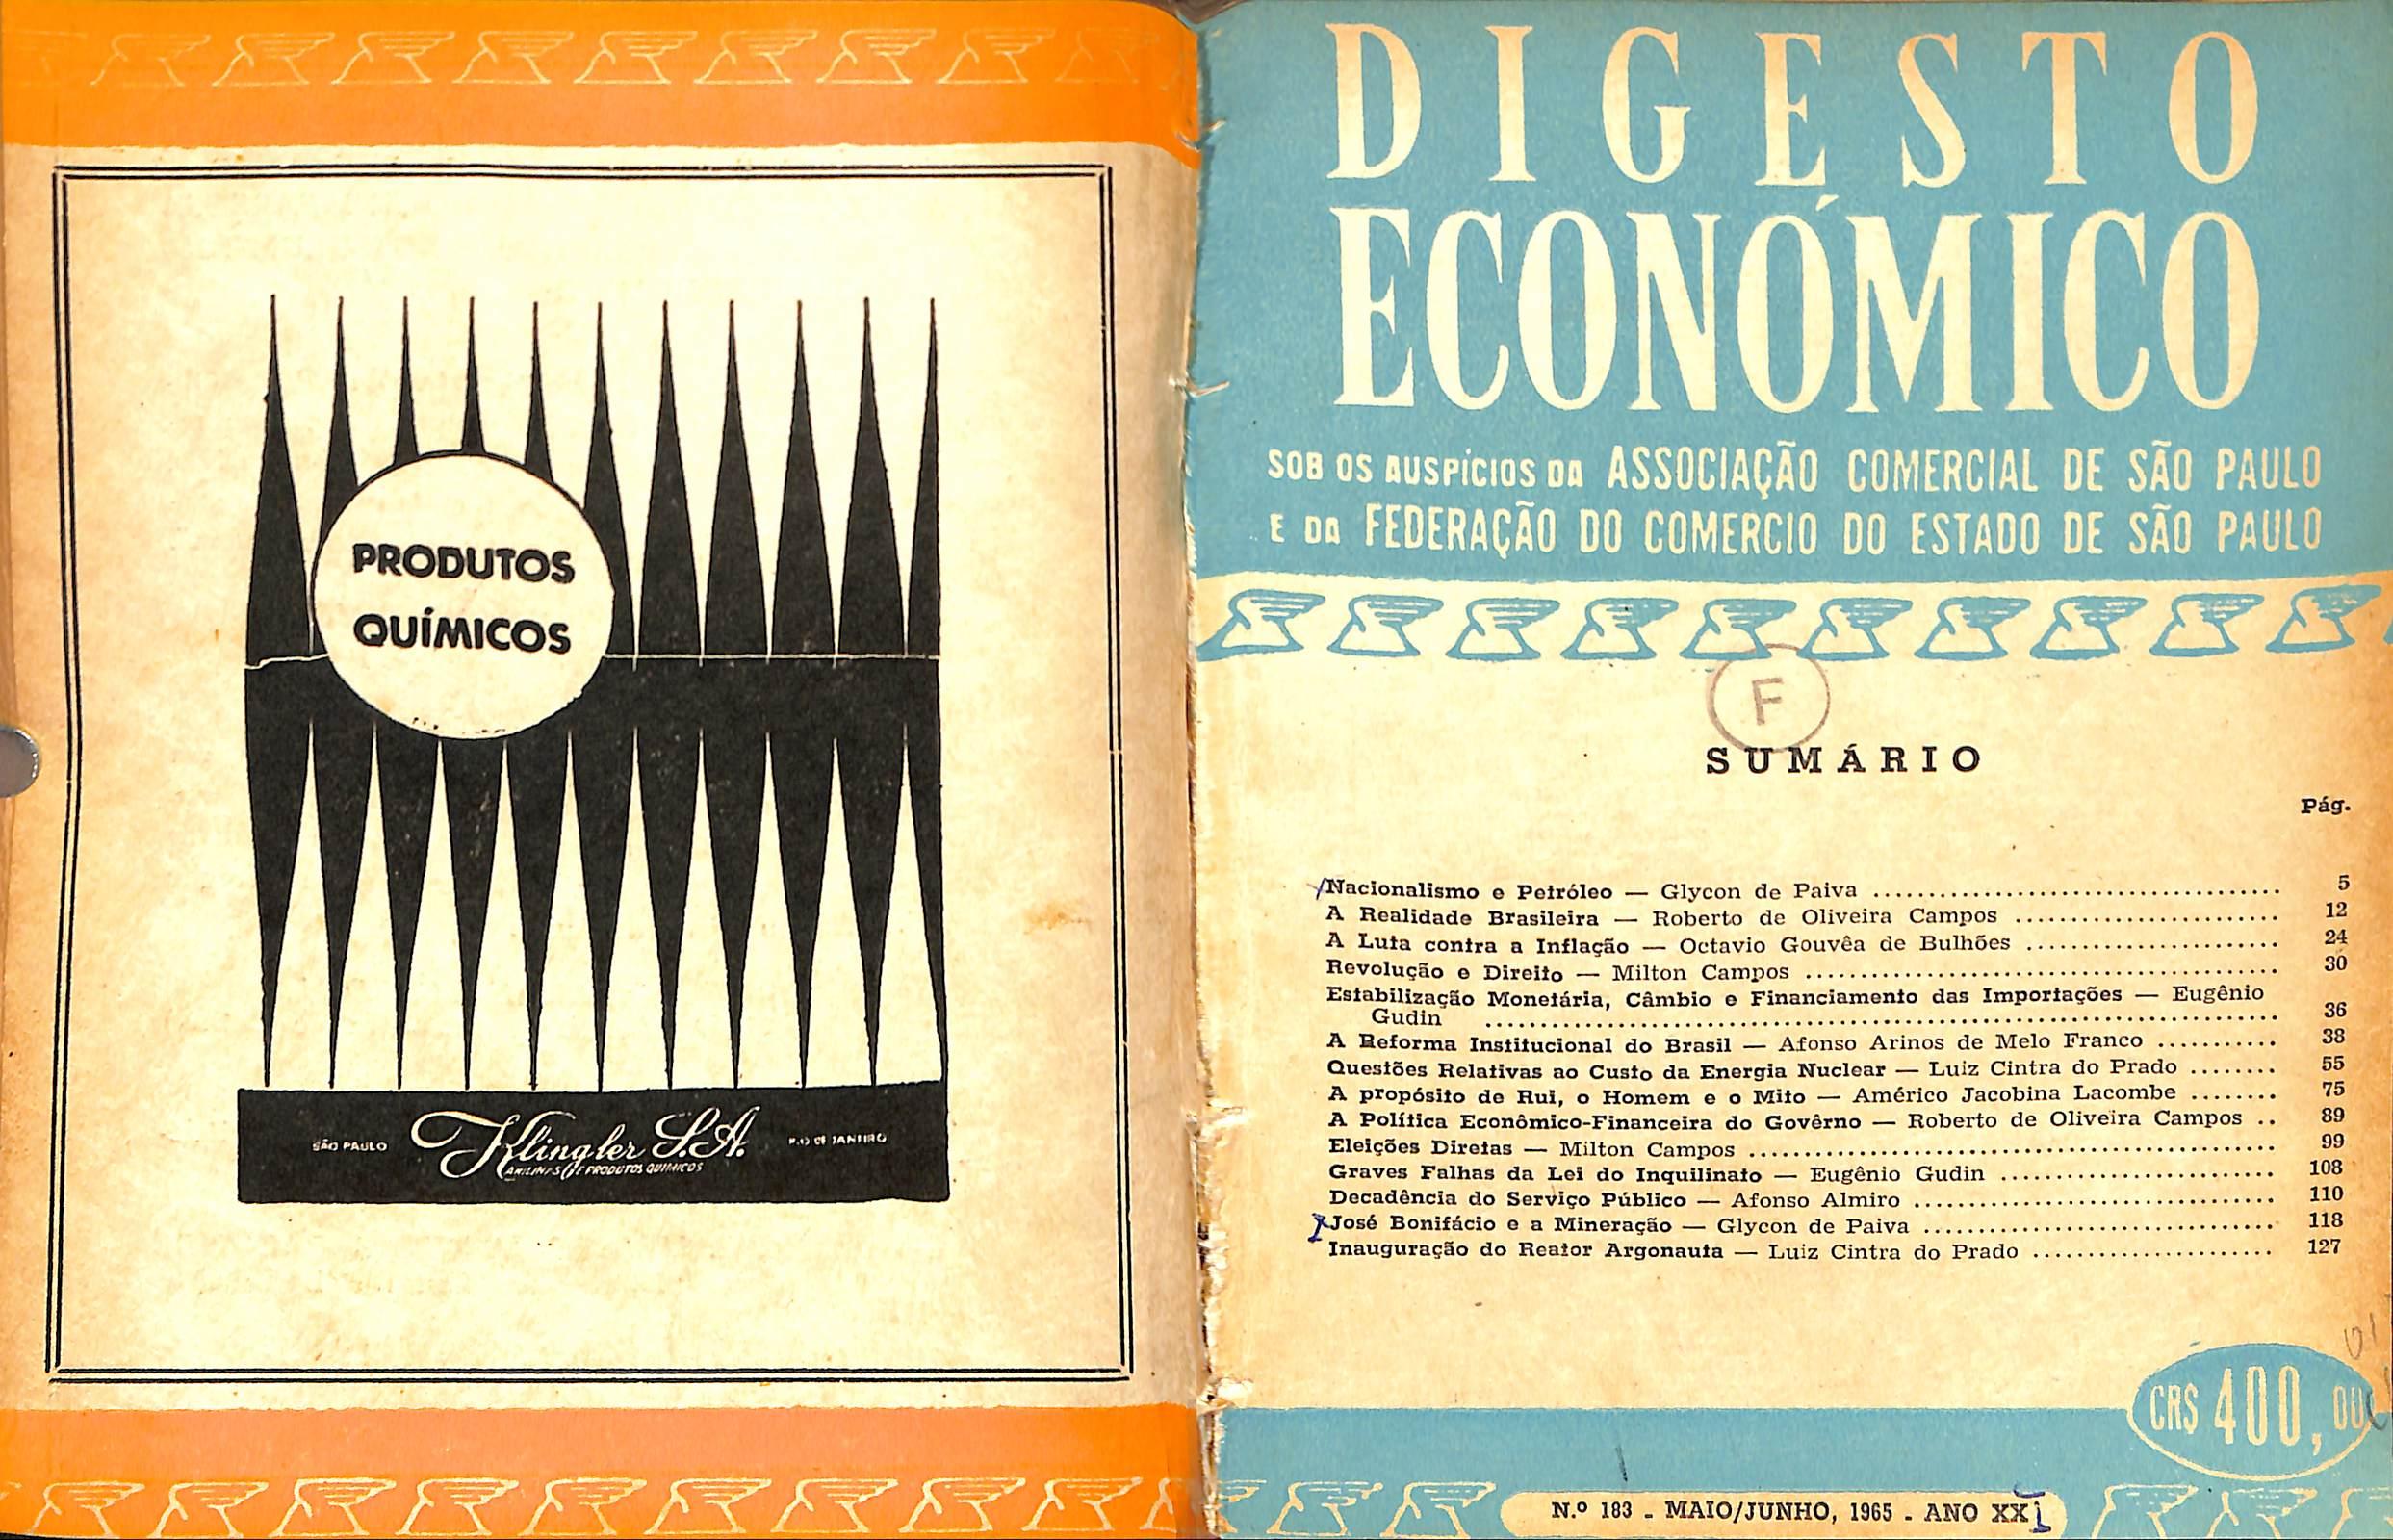 PRODUTOS
QUÍMICOS
SÃO PAULO
Klingler S.A.
RIO DE JANEIRO
ANILINAS E PRODUTOS QUIMICOS
DIGESTO
ECONÓMICO
SOB OS AUSPÍCIOS DA ASSOCIAÇÃO COMERCIAL DE SÃO PAULO
E DA FEDERAÇÃO DO COMERCIO DO ESTADO DE SÃO PAULO
F
SUMÁRIO
Pág.
Nacionalismo e Petróleo — Glycon de Paiva .................................... 5
A Realidade Brasileira — Roberto de Oliveira Campos ........................ 12
A Luta contra a Inflação — Octavio Gouvêa de Bulhões ....................... 24
Revolução e Direito — Milton Campos .......................................... 30
Estabilização Monetária, Câmbio e Financiamento das Importações — Eugênio
Gudin ...................................................................... 36
A Reforma Institucional do Brasil — Afonso Arinos de Melo Franco ........... 38
Questões Relativas ao Custo da Energia Nuclear — Luiz Cintra do Prado ........ 55
A propósito de Rui, o Homem e o Mito — Américo Jacobina Lacombe ........ 75
A Política Econômico-Financeira do Govêrno — Roberto de Oliveira Campos .. 89
Eleições Diretas — Milton Campos ................................................ 99
Graves Falhas da Lei do Inquilinato — Eugênio Gudin ......................... 108
Decadência do Serviço Público — Afonso Almiro ................................ 110
José Bonifácio e a Mineração — Glycon de Paiva ................................ 118
Inauguração do Reator Argonauta — Luiz Cintra do Prado ...................... 127
CR$ 400,00
N.º 183 - MAIO/JUNHO, 1965 - ANO XXI